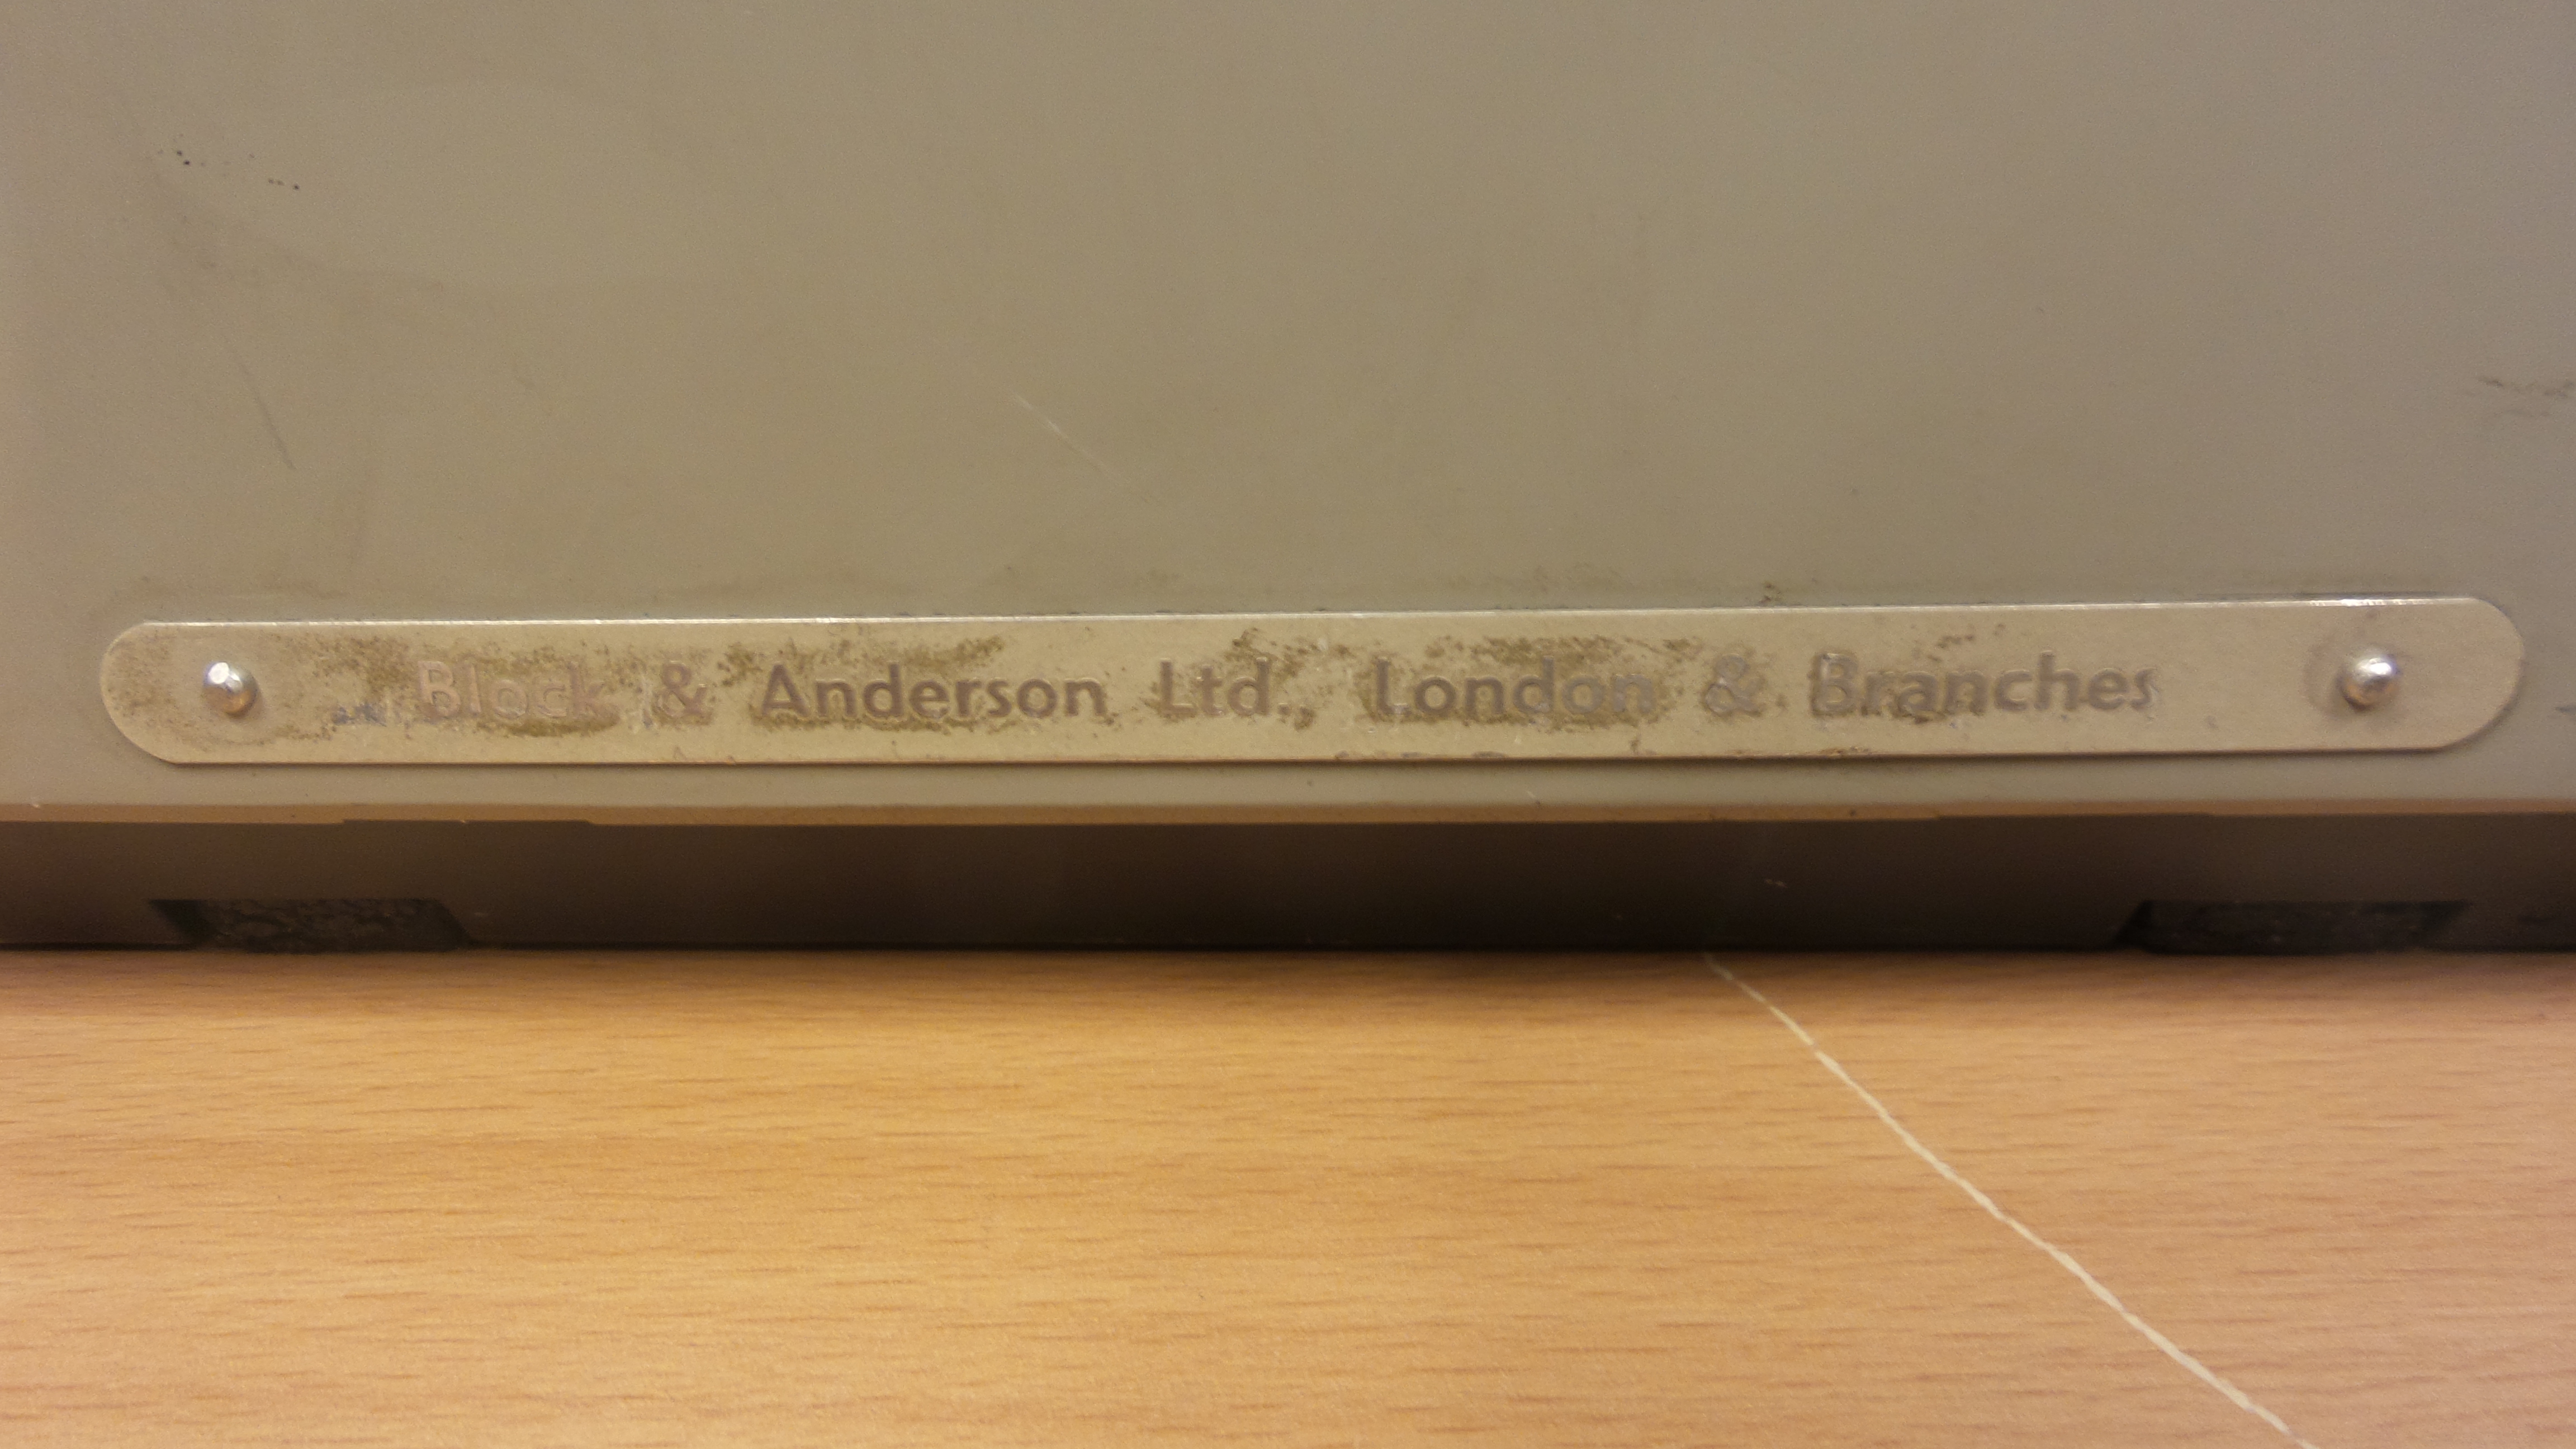 Block & Anderson Ltd., London & Branches